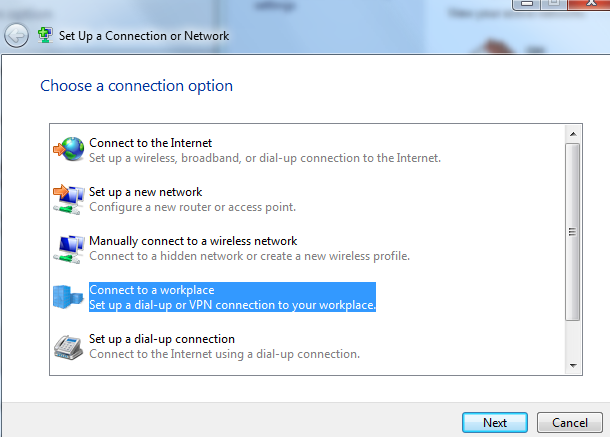 settings
Set Up a Connection or Network
Choose a connection option
Connect to the Internet
Set up a wireless, broadband, or dial-up connection to the Internet.
Set up a new network
Configure a new router or access point.
Manually connect to a wireless network
Connect to a hidden network or create a new wireless profile.
Connect to a workplace
Set up a dial-up or VPN connection to your workplace.
Set up a dial-up connection
Connect to the Internet using a dial-up connection.
Next
Cancel